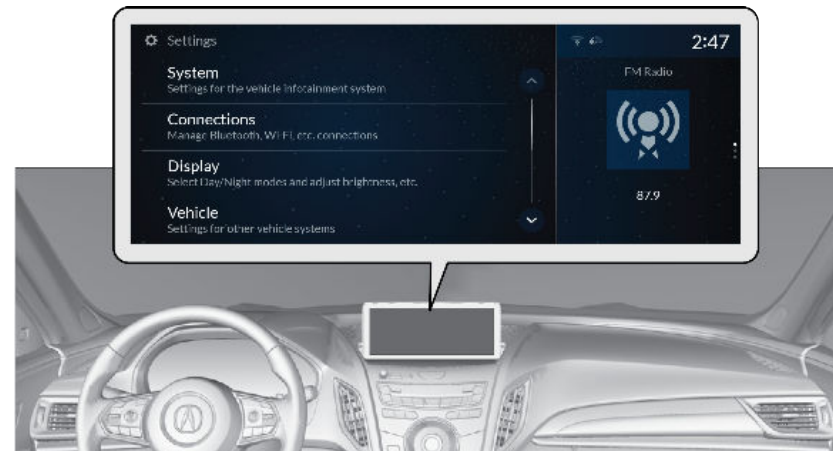 Settings
2:47
System
Settings for the vehicle infotainment system
FM Radio
Connections
Manage Bluetooth, Wi-Fi, etc. connections
Display
Select Day/Night modes and adjust brightness, etc.
87.9
Vehicle
Settings for other vehicle systems